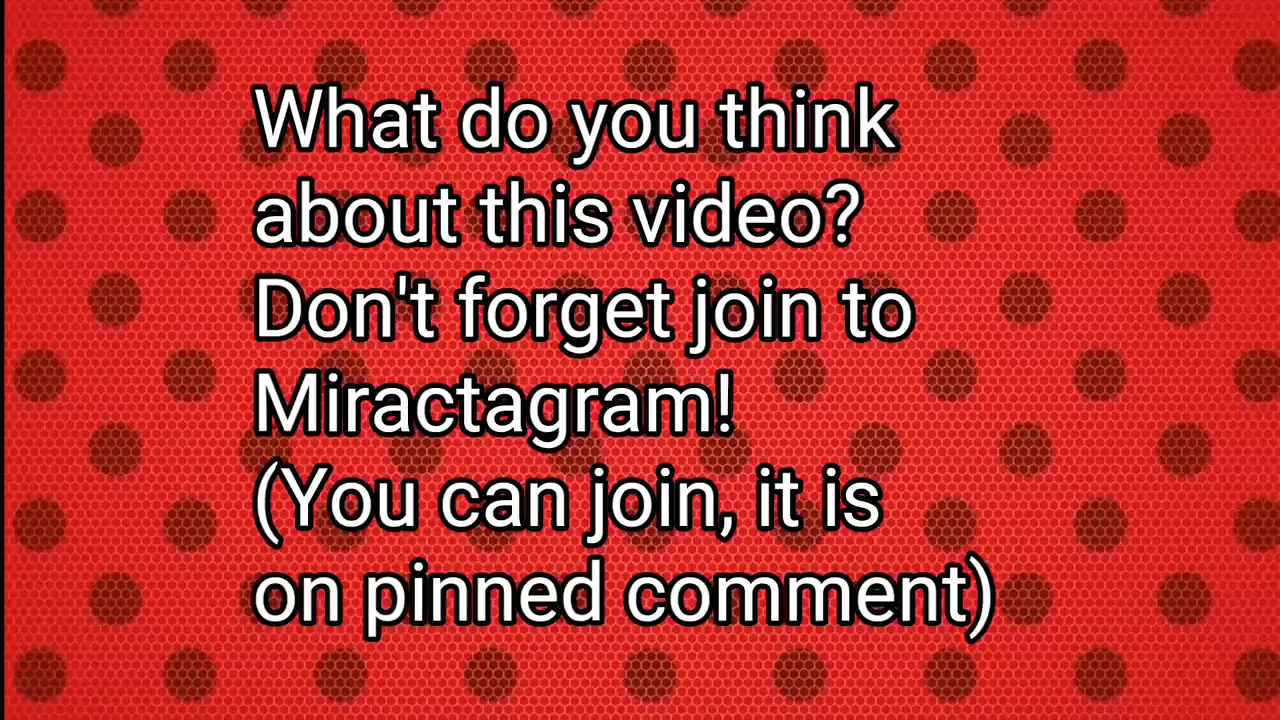 What do you think
about this video?
Don't forget join to
Miractagram!
(You can join, it is
on pinned comment)